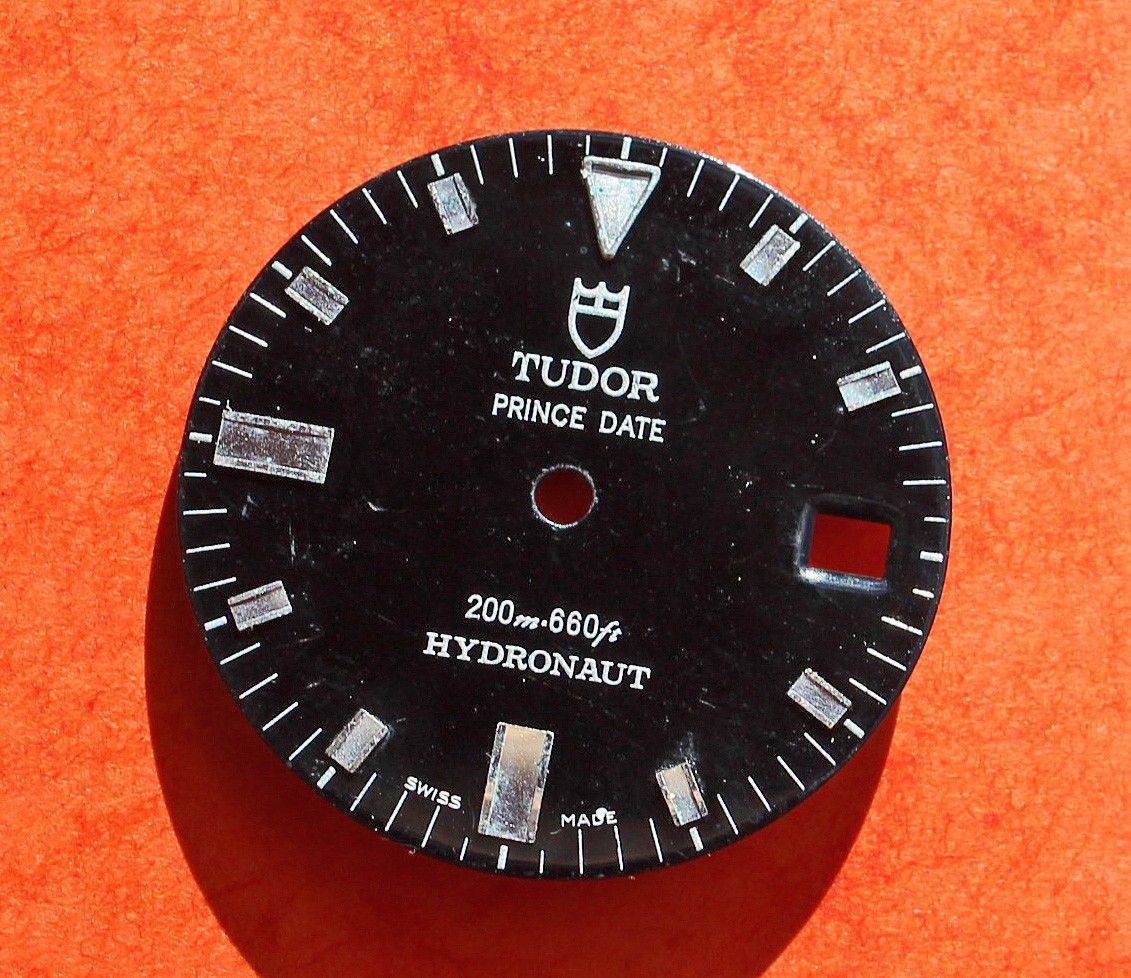 TUDOR
PRINCE DATE
200m·660ft
HYDRONAUT
SWISS MADE